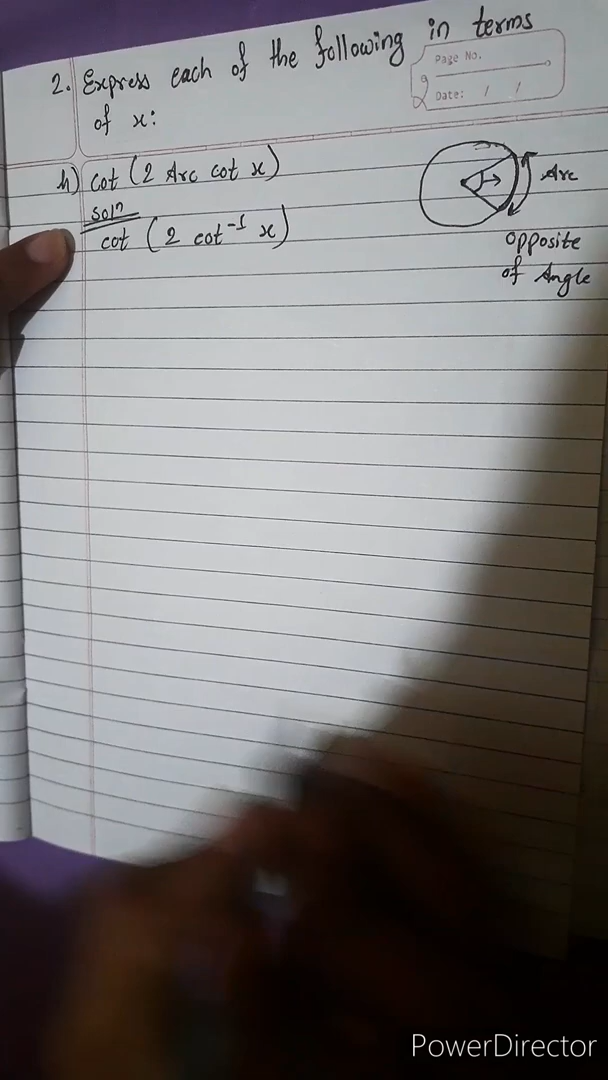 2. Express each of the following in terms
of x:
Page No.
Date: / /
h) cot (2 Arc cot x)
Soln
cot (2 cot⁻¹ x)
Arc
opposite
of Angle
PowerDirector